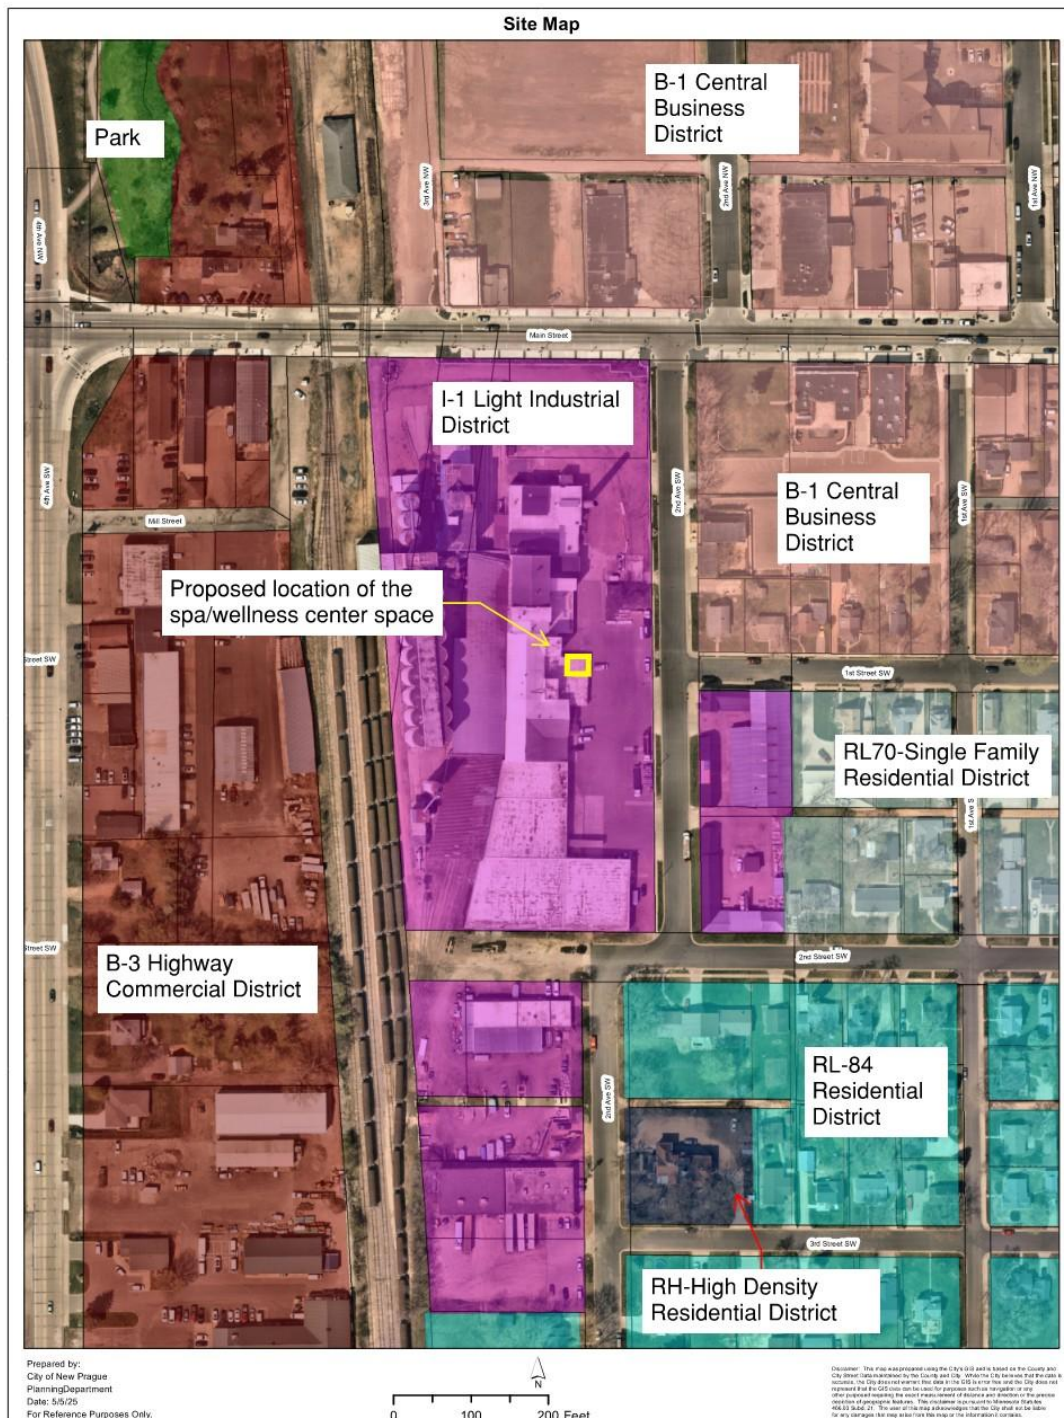 Site Map
Park
B-1 Central
Business
District
4th Ave NW
3rd Ave NW
2nd Ave NW
1st Ave NW
Main Street
I-1 Light Industrial
District
B-1 Central
Business
District
4th Ave SW
2nd Ave SW
1st Ave SW
Mill Street
Proposed location of the
spa/wellness center space
Street SW
1st Street SW
RL70-Single Family
Residential District
1st Ave S
Street SW
2nd Street SW
B-3 Highway
Commercial District
RL-84
Residential
District
2nd Ave SW
3rd Street SW
RH-High Density
Residential District
Prepared by:
City of New Prague
PlanningDepartment
Date: 5/5/25
For Reference Purposes Only.
N
0 100 200 Feet